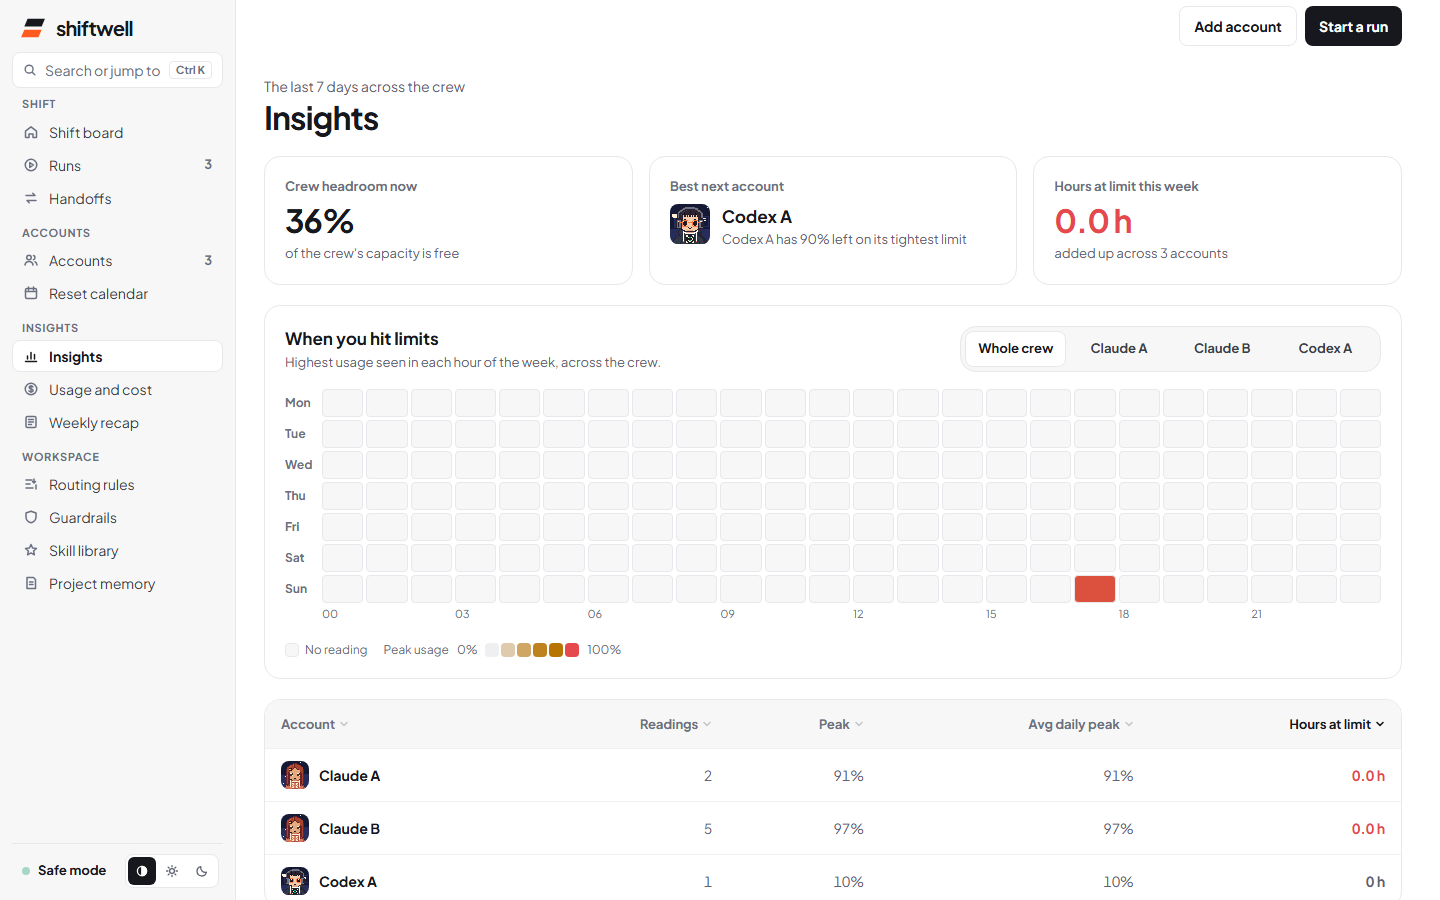 shiftwell
Search or jump to Ctrl K
SHIFT
Shift board
Runs 3
Handoffs
ACCOUNTS
Accounts 3
Reset calendar
INSIGHTS
Insights
Usage and cost
Weekly recap
WORKSPACE
Routing rules
Guardrails
Skill library
Project memory
Safe mode
Add account Start a run
The last 7 days across the crew
Insights
Crew headroom now
36%
of the crew's capacity is free
Best next account
Codex A
Codex A has 90% left on its tightest limit
Hours at limit this week
0.0 h
added up across 3 accounts
When you hit limits
Highest usage seen in each hour of the week, across the crew.
Whole crew Claude A Claude B Codex A
Mon
Tue
Wed
Thu
Fri
Sat
Sun
00 03 06 09 12 15 18 21
No reading Peak usage 0% 100%
Account Readings Peak Avg daily peak Hours at limit
Claude A 2 91% 91% 0.0 h
Claude B 5 97% 97% 0.0 h
Codex A 1 10% 10% 0 h